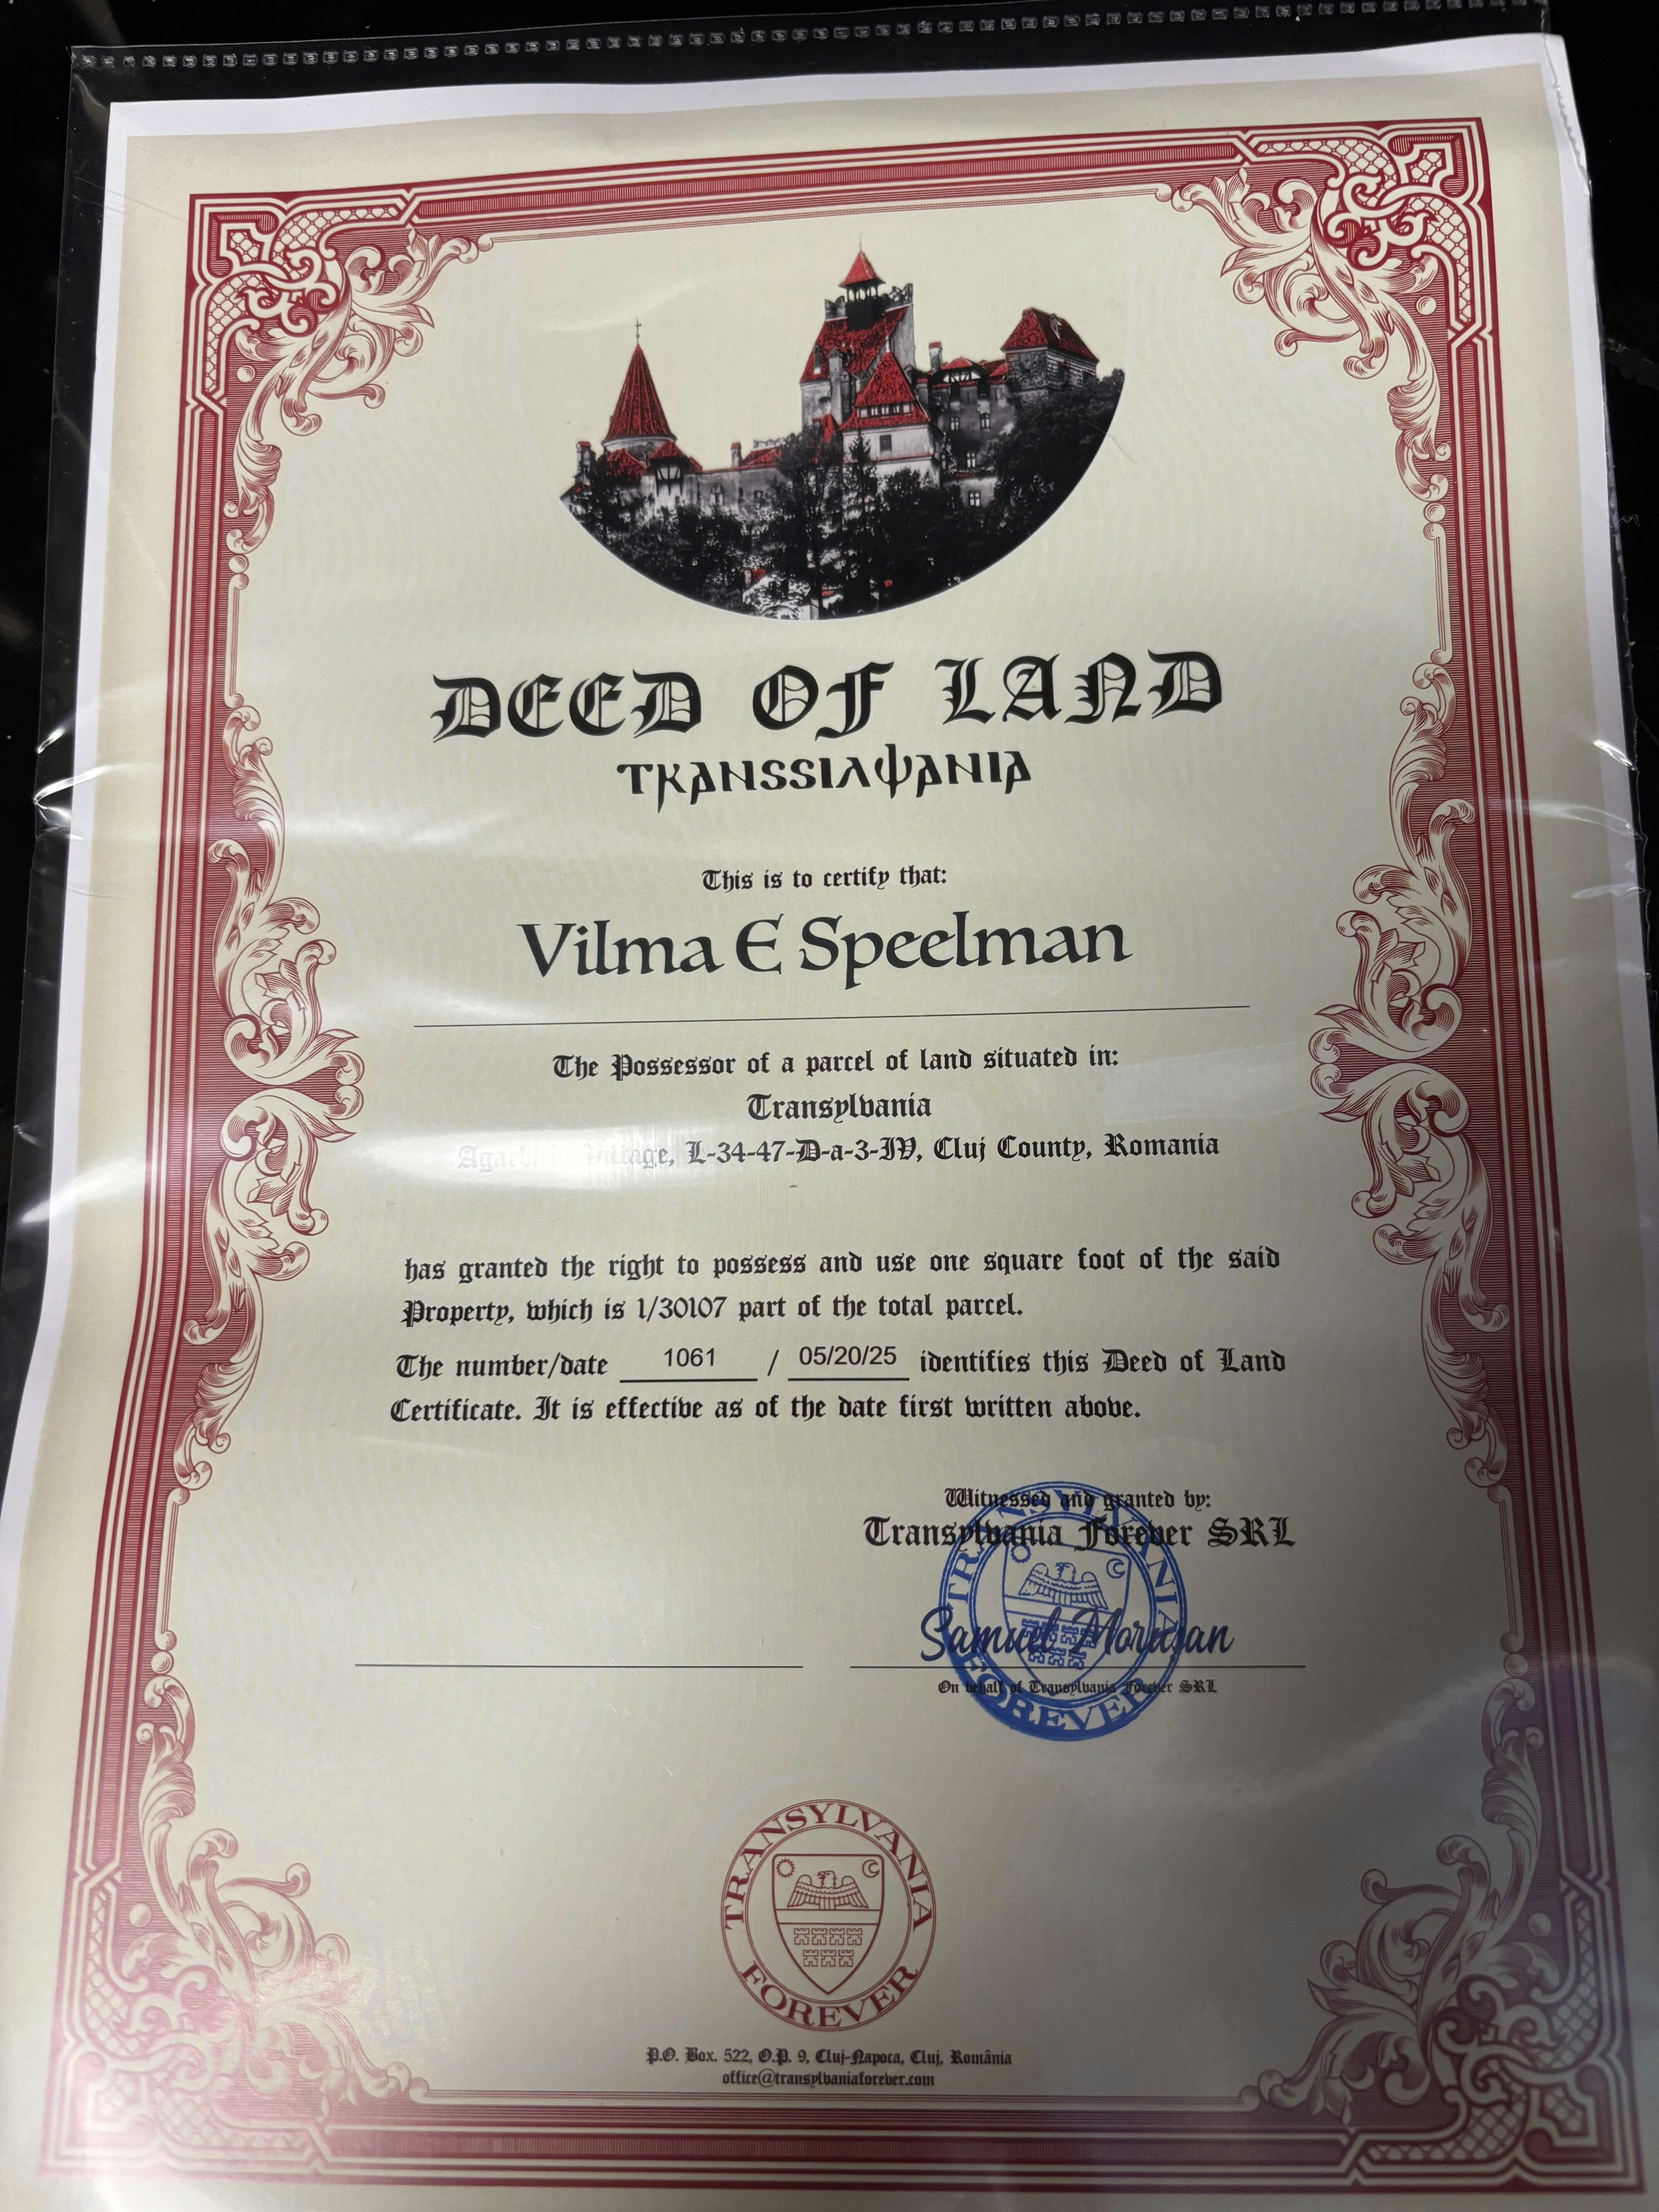 DEED OF LAND
TKANSSIΛΨANIA
This is to certify that:
Vilma E Speelman
The Possessor of a parcel of land situated in:
Transylvania
Village, L-34-47-D-a-3-IV, Cluj County, Romania
has granted the right to possess and use one square foot of the said
Property, which is 1/30107 part of the total parcel.
The number/date 1061 / 05/20/25 identifies this Deed of Land
Certificate. It is effective as of the date first written above.
Witnessed and granted by:
Transylvania Forever SRL
TRANSYLVANIA FOREVER
Samuel Morusan
On behalf of Transylvania Forever SRL
TRANSYLVANIA FOREVER
P.O. Box. 522, O.P. 9, Cluj-Napoca, Cluj, România
office@transylvaniaforever.com